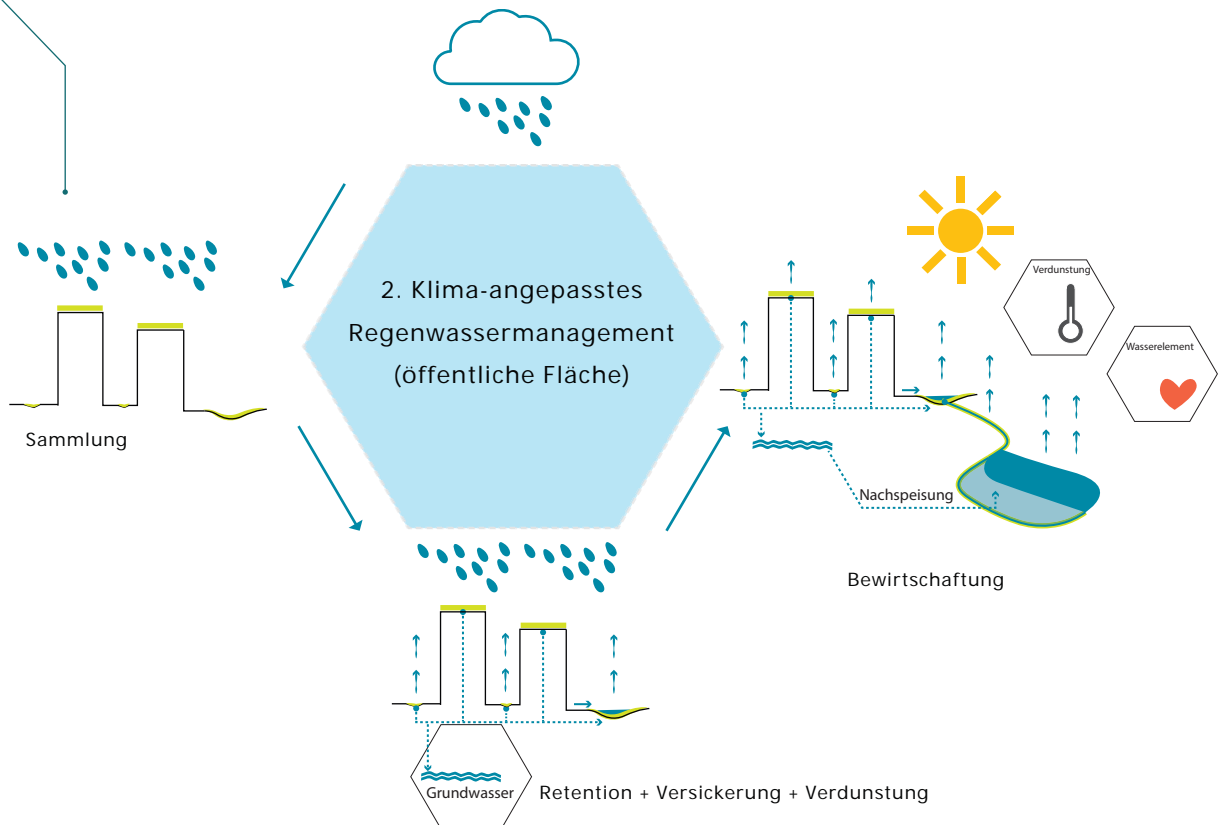 2. Klima-angepasstes
Regenwassermanagement
(öffentliche Fläche)
Sammlung
Verdunstung
Wasserelement
Nachspeisung
Bewirtschaftung
Grundwasser
Retention + Versickerung + Verdunstung